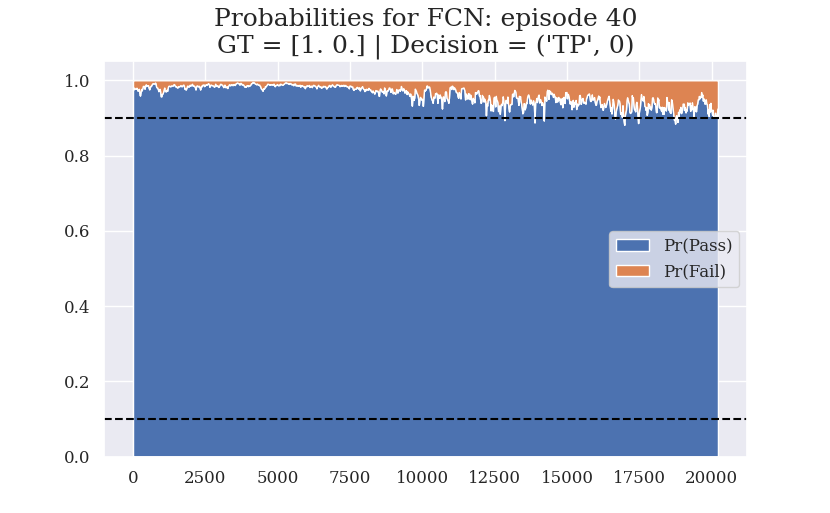 Probabilities for FCN: episode 40
GT = [1. 0.] | Decision = ('TP', 0)
1.0
0.8
0.6
0.4
0.2
0.0
Pr(Pass)
Pr(Fail)
0 2500 5000 7500 10000 12500 15000 17500 20000